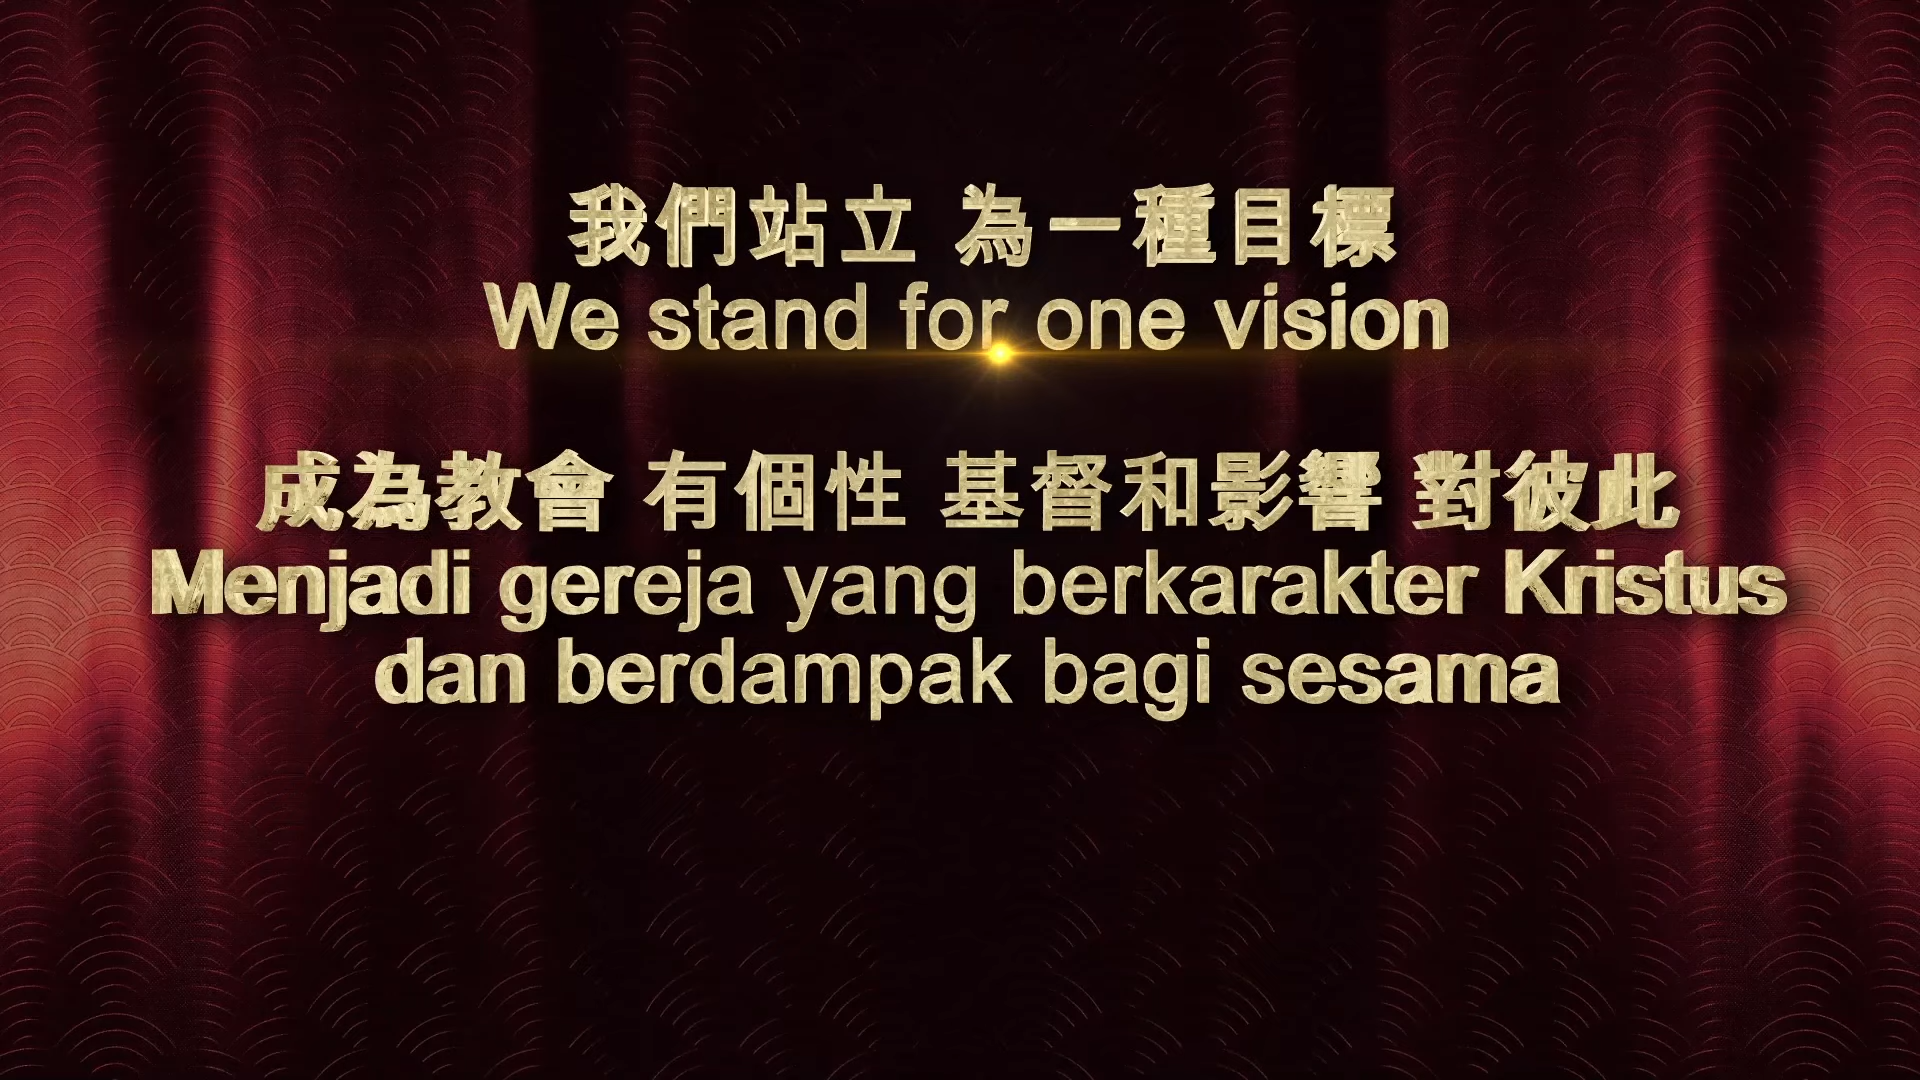 我們站立 為一種目標
We stand for one vision
成為教會 有個性 基督和影響 對彼此
Menjadi gereja yang berkarakter Kristus
dan berdampak bagi sesama